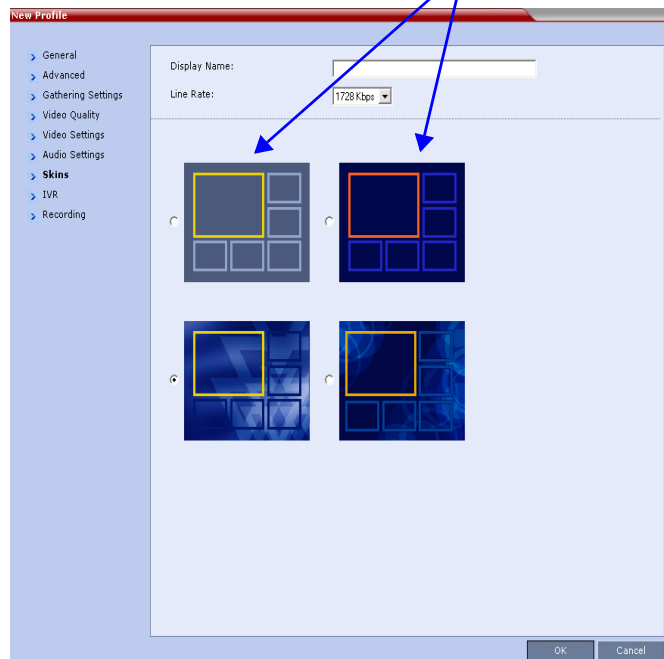 New Profile
General
Advanced
Gathering Settings
Video Quality
Video Settings
Audio Settings
Skins
IVR
Recording
Display Name:
Line Rate:
1728 Kbps
OK
Cancel